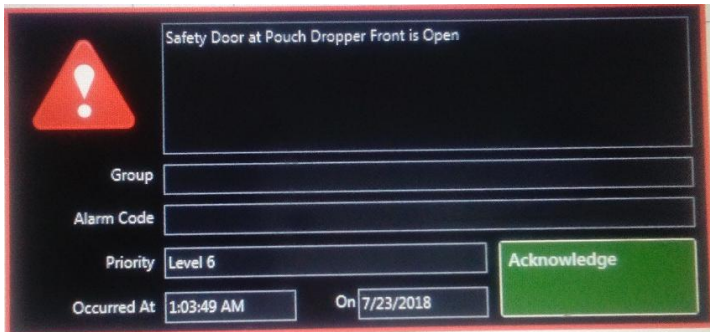 Safety Door at Pouch Dropper Front is Open
Group
Alarm Code
Priority Level 6
Acknowledge
Occurred At 1:03:49 AM On 7/23/2018